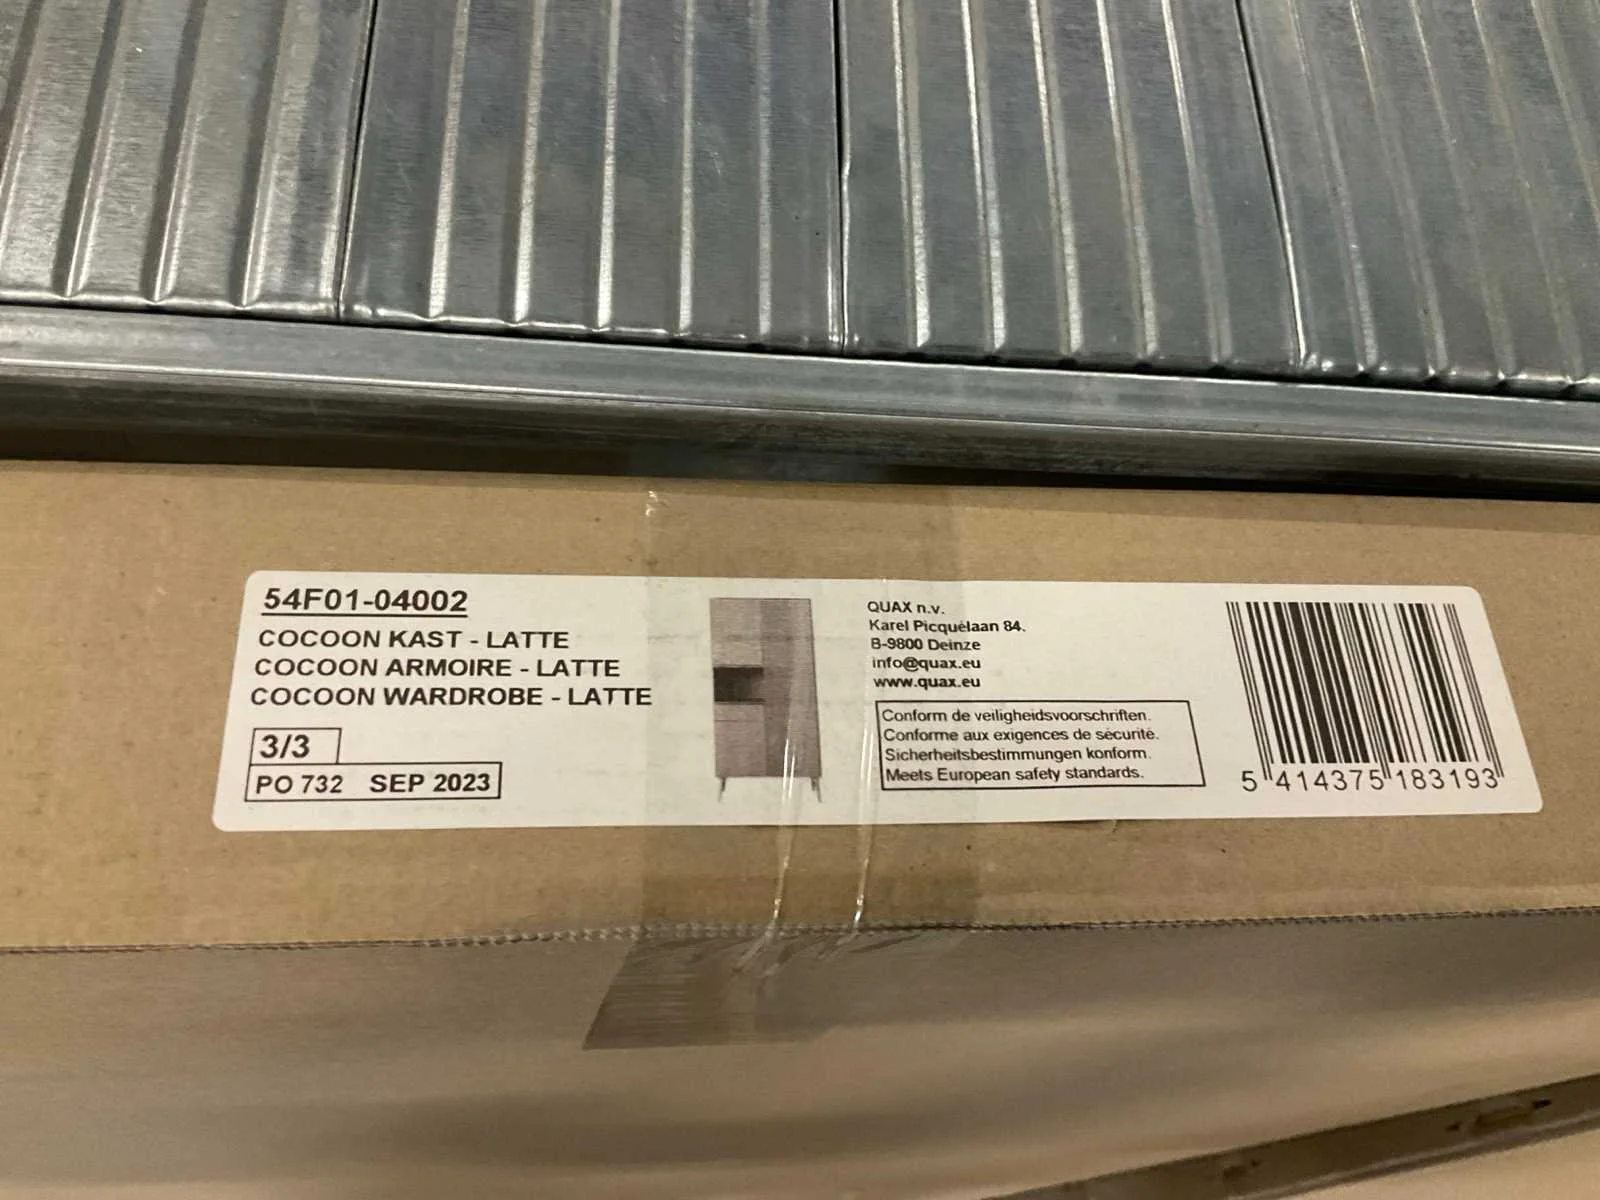 54F01-04002
COCOON KAST - LATTE
COCOON ARMOIRE - LATTE
COCOON WARDROBE - LATTE
3/3
PO 732 SEP 2023
QUAX n.v.
Karel Picquélaan 84.
B-9800 Deinze
info@quax.eu
www.quax.eu
Conform de veiligheidsvoorschriften.
Conforme aux exigences de sécurité.
Sicherheitsbestimmungen konform.
Meets European safety standards.
5 414375 183193